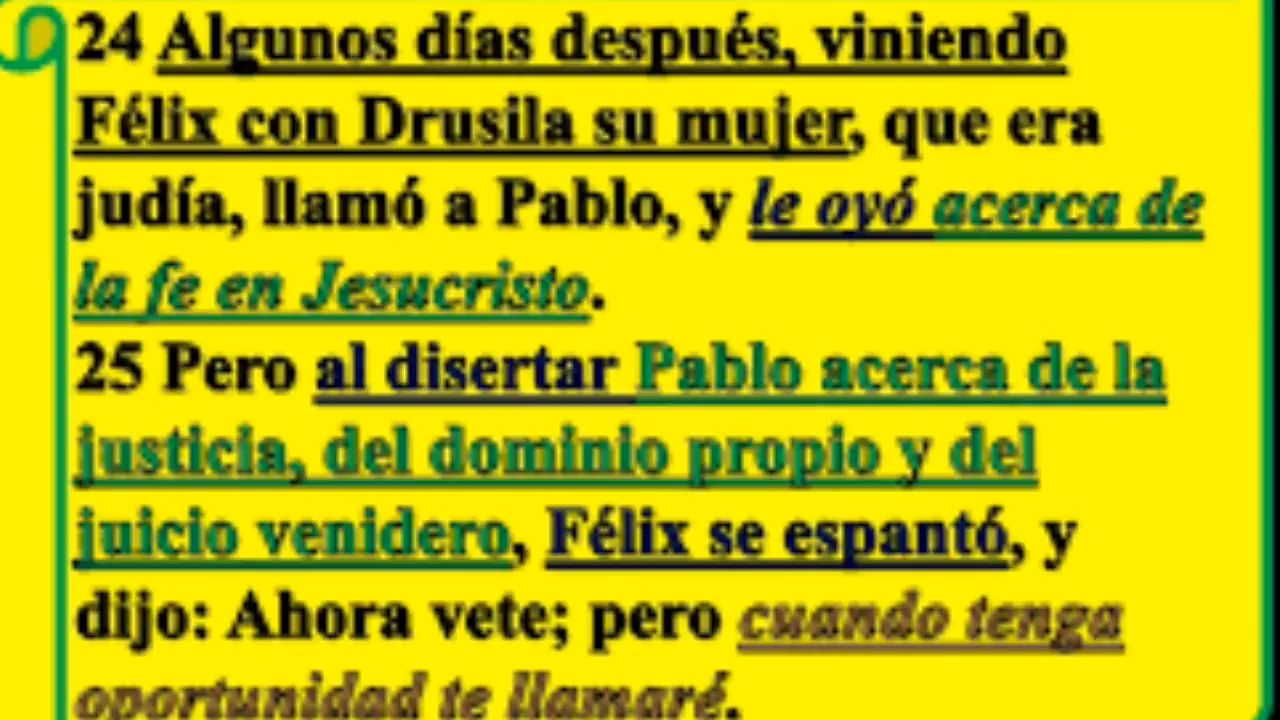 24 Algunos días después, viniendo
Félix con Drusila su mujer, que era
judía, llamó a Pablo, y le oyó acerca de
la fe en Jesucristo.
25 Pero al disertar Pablo acerca de la
justicia, del dominio propio y del
juicio venidero, Félix se espantó, y
dijo: Ahora vete; pero cuando tenga
oportunidad te llamaré.